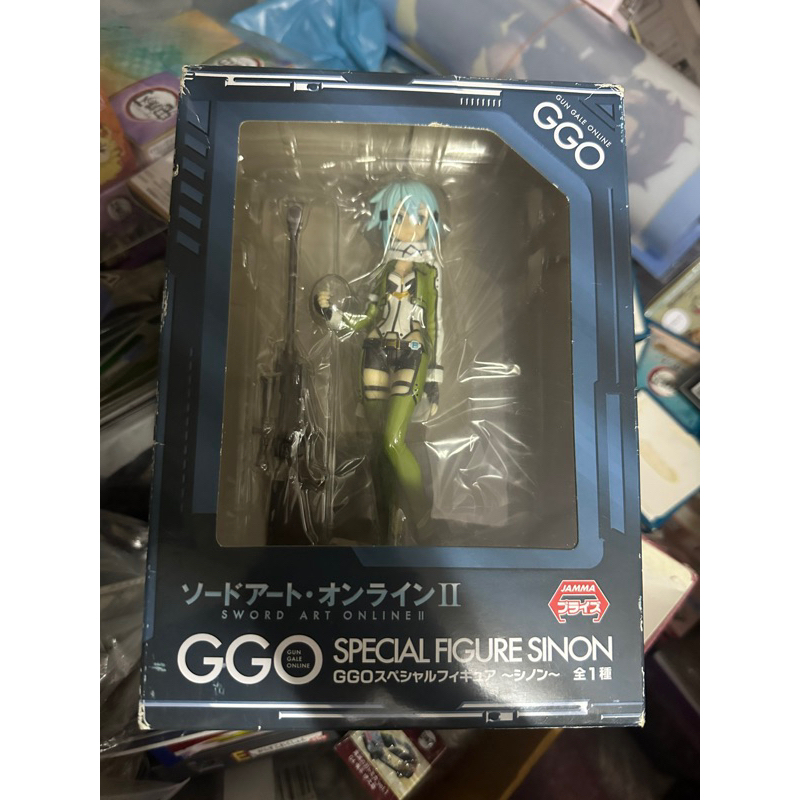 GUN GALE ONLINE
GGO
ソードアート・オンラインⅡ
SWORD ART ONLINE Ⅱ
JAMMA
プライズ
GGO
GUN
GALE
ONLINE
SPECIAL FIGURE SINON
GGOスペシャルフィギュア ～シノン～ 全1種